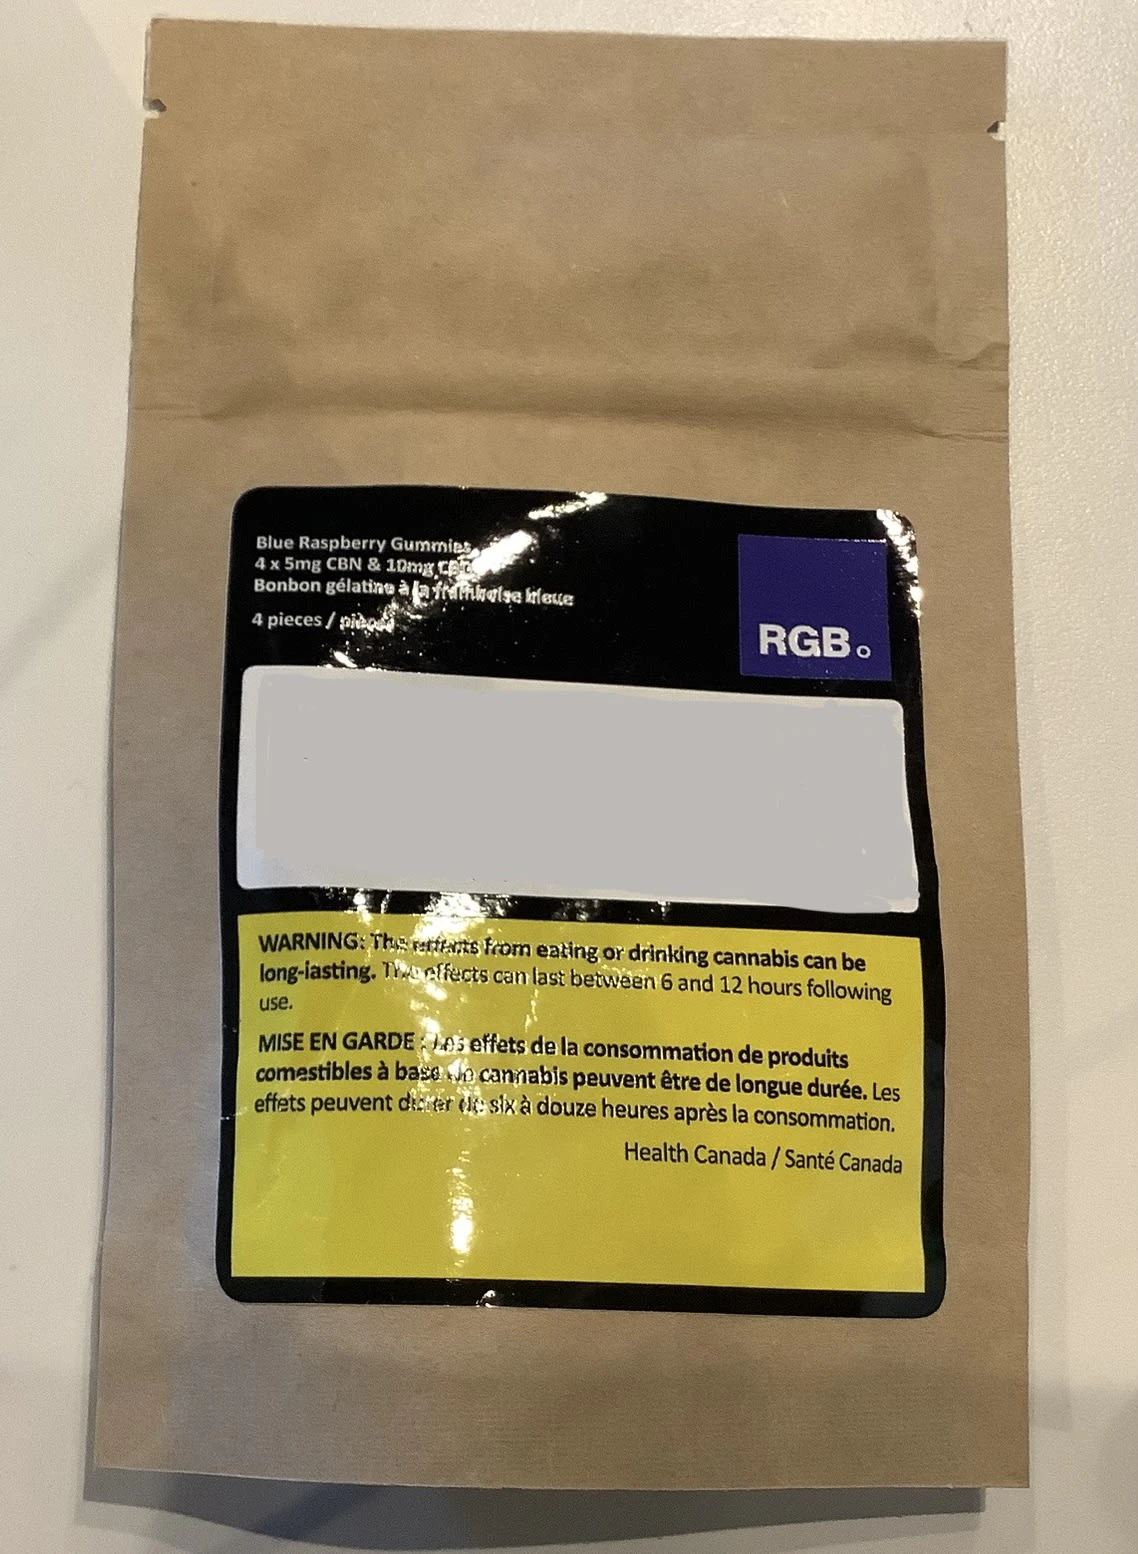 Blue Raspberry Gummies
4 x 5mg CBN & 10mg
Bonbon gélatine à la framboise bleue
4 pieces /
RGB
WARNING: The effects from eating or drinking cannabis can be
long-lasting. The effects can last between 6 and 12 hours following
use.
MISE EN GARDE : Les effets de la consommation de produits
comestibles à base de cannabis peuvent être de longue durée. Les
effets peuvent durer de six à douze heures après la consommation.
Health Canada / Santé Canada